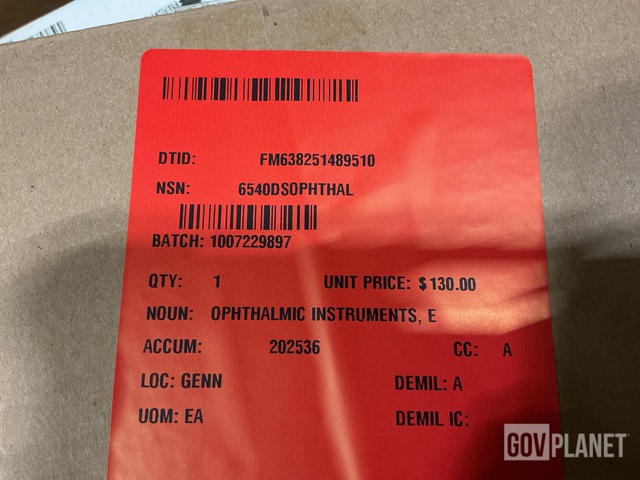 DTID: FM638251489510
NSN: 6540DSOPHTHAL
BATCH: 1007229897
QTY: 1 UNIT PRICE: $130.00
NOUN: OPHTHALMIC INSTRUMENTS, E
ACCUM: 202536 CC: A
LOC: GENN DEMIL: A
UOM: EA DEMIL IC:
GOVPLANET